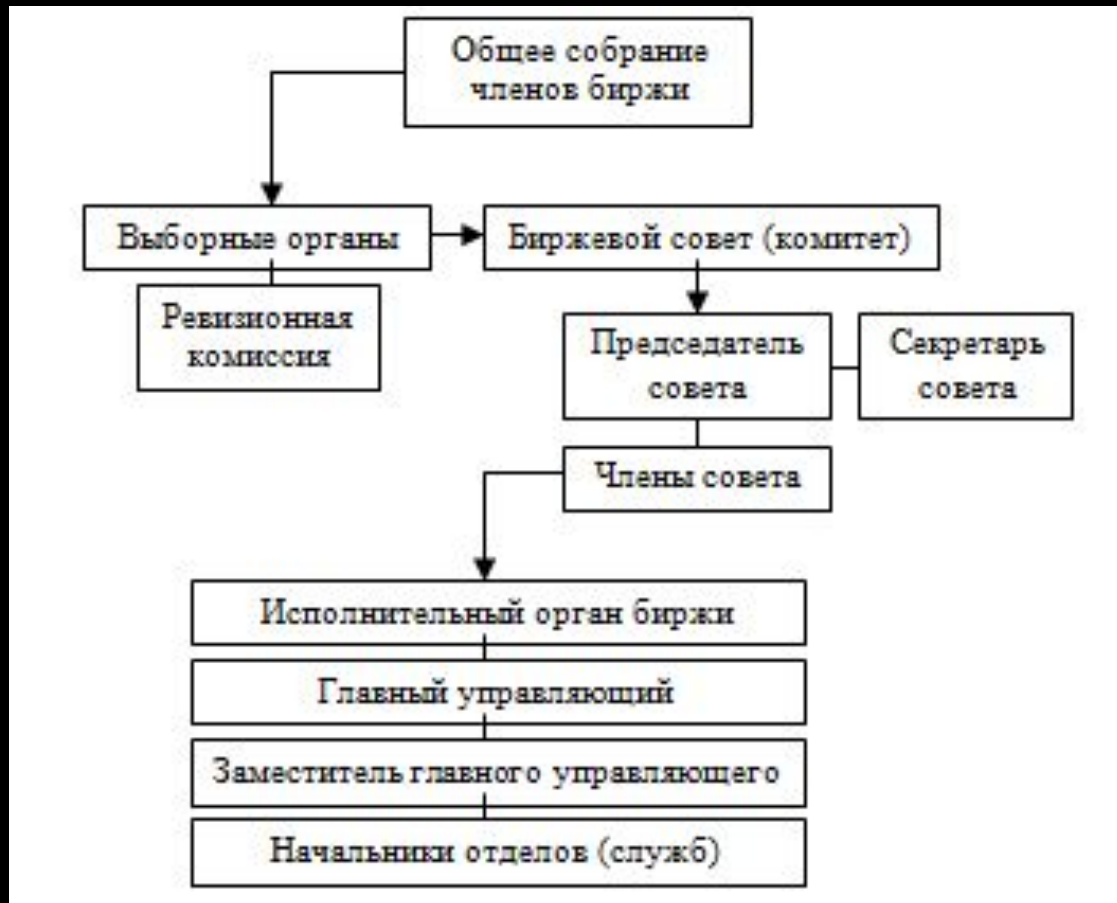 Общее собрание
членов биржи
Выборные органы
Биржевой совет (комитет)
Ревизионная
комиссия
Председатель
совета
Секретарь
совета
Члены совета
Исполнительный орган биржи
Главный управляющий
Заместитель главного управляющего
Начальники отделов (служб)